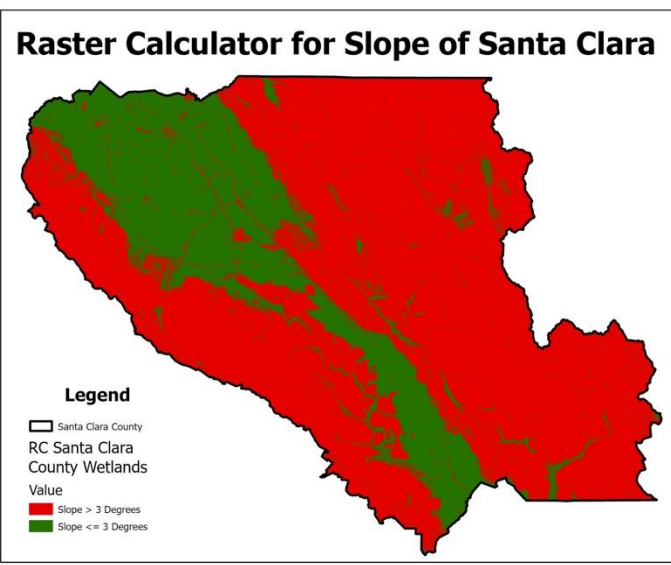 Raster Calculator for Slope of Santa Clara
Legend
Santa Clara County
RC Santa Clara
County Wetlands
Value
Slope > 3 Degrees
Slope <= 3 Degrees